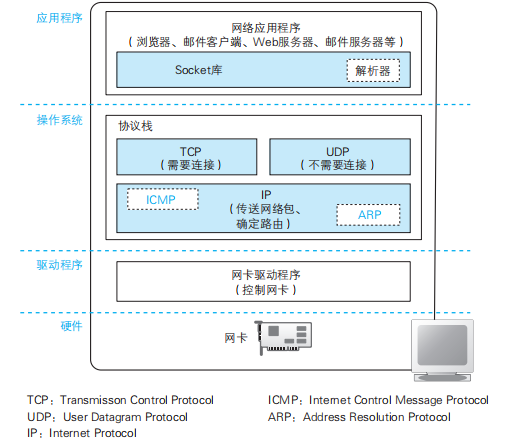 应用程序
网络应用程序
(浏览器、邮件客户端、Web服务器、邮件服务器等)
Socket库
解析器
操作系统
协议栈
TCP
(需要连接)
UDP
(不需要连接)
ICMP
IP
(传送网络包、
确定路由)
ARP
驱动程序
网卡驱动程序
(控制网卡)
硬件
网卡
TCP：Transmisson Control Protocol
UDP：User Datagram Protocol
IP：Internet Protocol
ICMP：Internet Control Message Protocol
ARP：Address Resolution Protocol